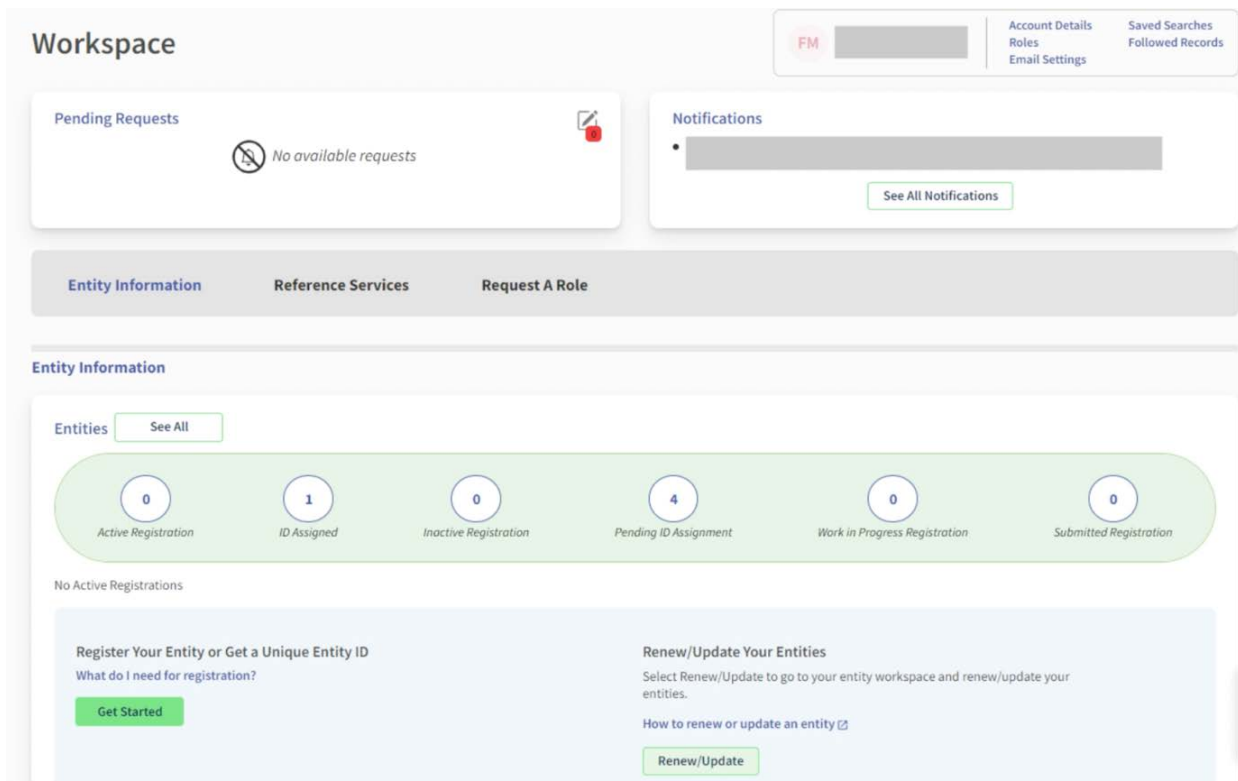 Workspace
FM
Account Details
Saved Searches
Roles
Followed Records
Email Settings
Pending Requests
0
No available requests
Notifications
See All Notifications
Entity Information
Reference Services
Request A Role
Entity Information
Entities
See All
0
1
0
4
0
0
Active Registration
ID Assigned
Inactive Registration
Pending ID Assignment
Work in Progress Registration
Submitted Registration
No Active Registrations
Register Your Entity or Get a Unique Entity ID
What do I need for registration?
Get Started
Renew/Update Your Entities
Select Renew/Update to go to your entity workspace and renew/update your
entities.
How to renew or update an entity
Renew/Update